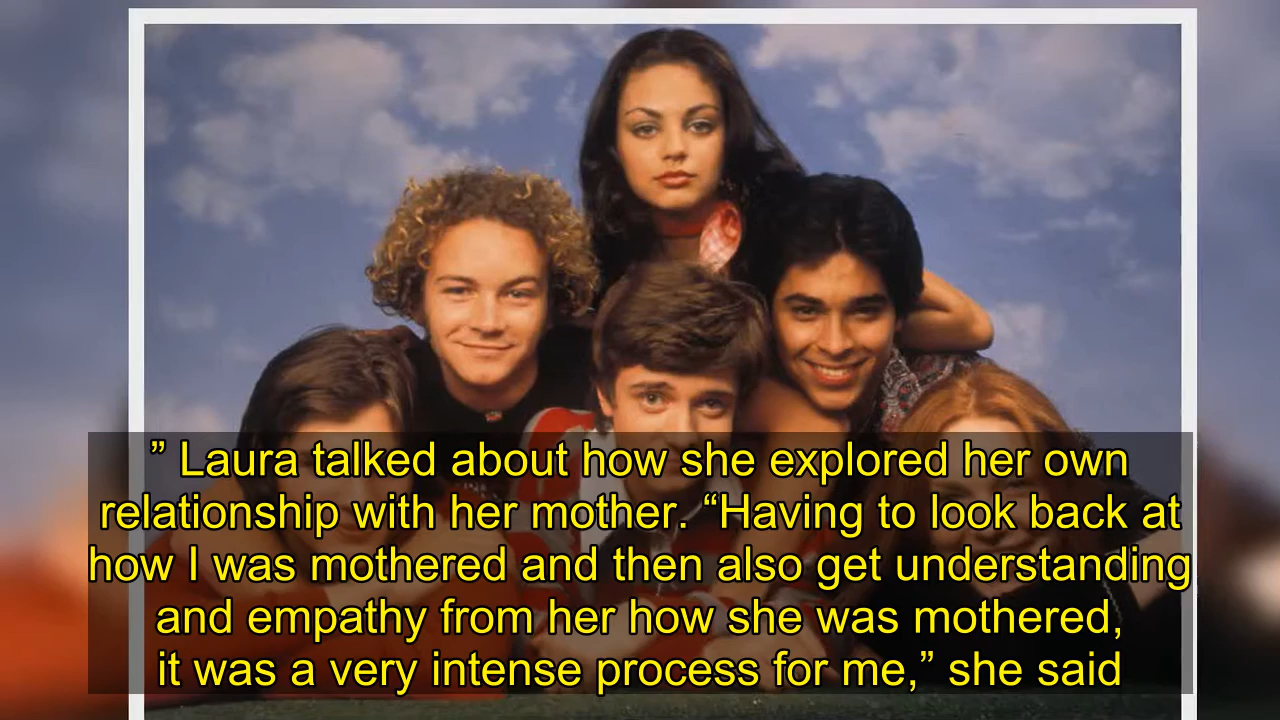 ” Laura talked about how she explored her own
relationship with her mother. “Having to look back at
how I was mothered and then also get understanding
and empathy from her how she was mothered,
it was a very intense process for me,” she said